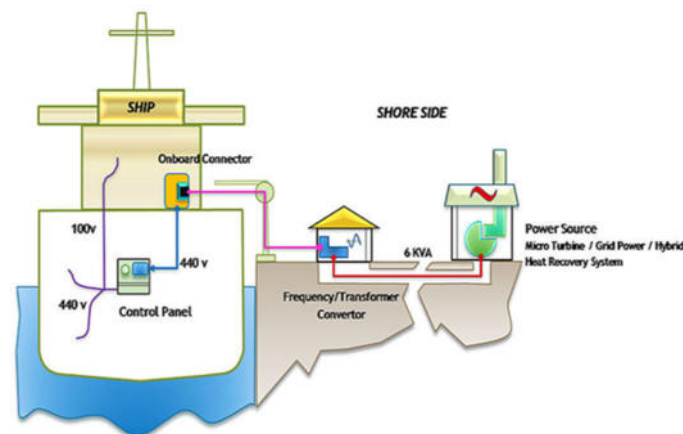 SHIP
SHORE SIDE
Onboard Connector
100v
440 v
440 v
Control Panel
6 KVA
Frequency/Transformer
Convertor
Power Source
Micro Turbine / Grid Power / Hybrid
Heat Recovery System